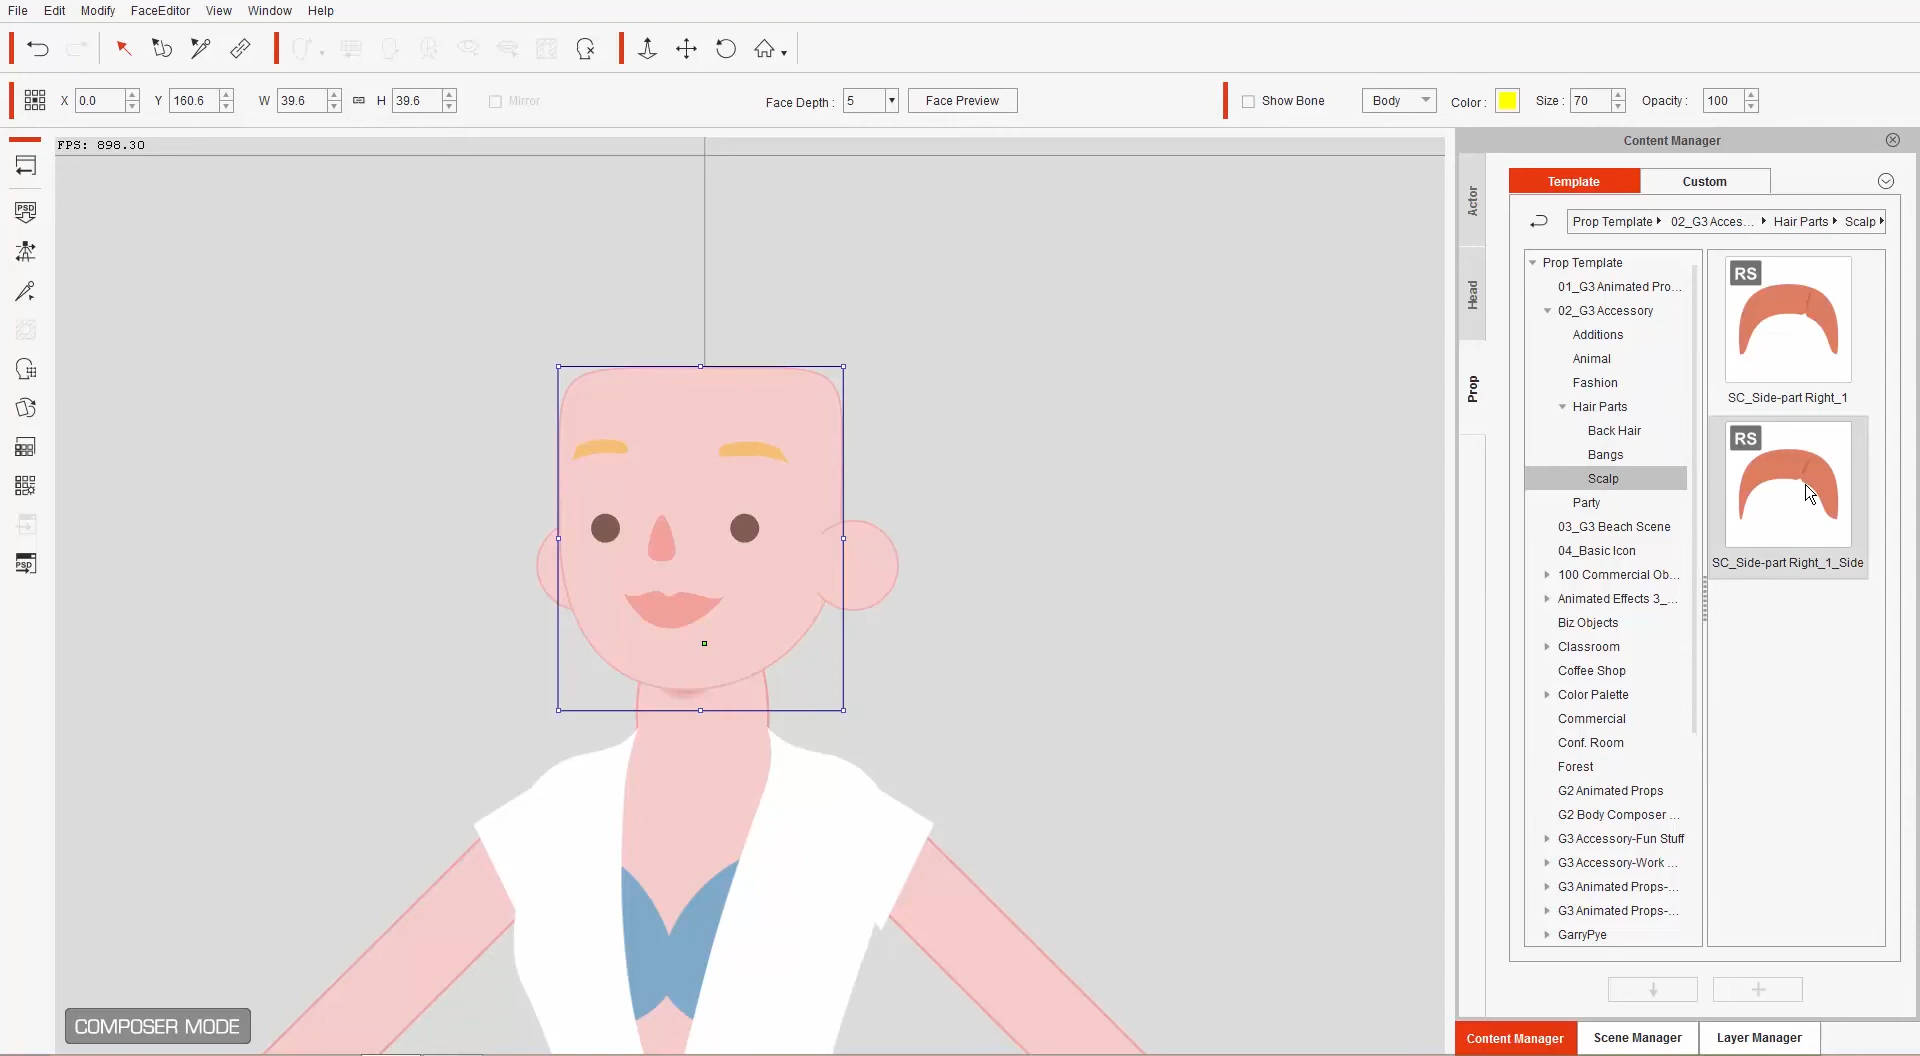 File Edit Modify FaceEditor View Window Help
X 0.0 Y 160.6 W 39.6 H 39.6 Mirror Face Depth : 5 Face Preview Show Bone Body Color : Size : 70 Opacity : 100
FPS: 898.30
Content Manager
Template Custom
Prop Template 02_G3 Acces... Hair Parts Scalp
Actor
Head
Prop
Prop Template
01_G3 Animated Pro...
02_G3 Accessory
Additions
Animal
Fashion
Hair Parts
Back Hair
Bangs
Scalp
Party
03_G3 Beach Scene
04_Basic Icon
100 Commercial Ob...
Animated Effects 3_...
Biz Objects
Classroom
Coffee Shop
Color Palette
Commercial
Conf. Room
Forest
G2 Animated Props
G2 Body Composer ...
G3 Accessory-Fun Stuff
G3 Accessory-Work ...
G3 Animated Props-...
G3 Animated Props-...
GarryPye
RS
SC_Side-part Right_1
RS
SC_Side-part Right_1_Side
PSD
PSD
COMPOSER MODE
Content Manager Scene Manager Layer Manager